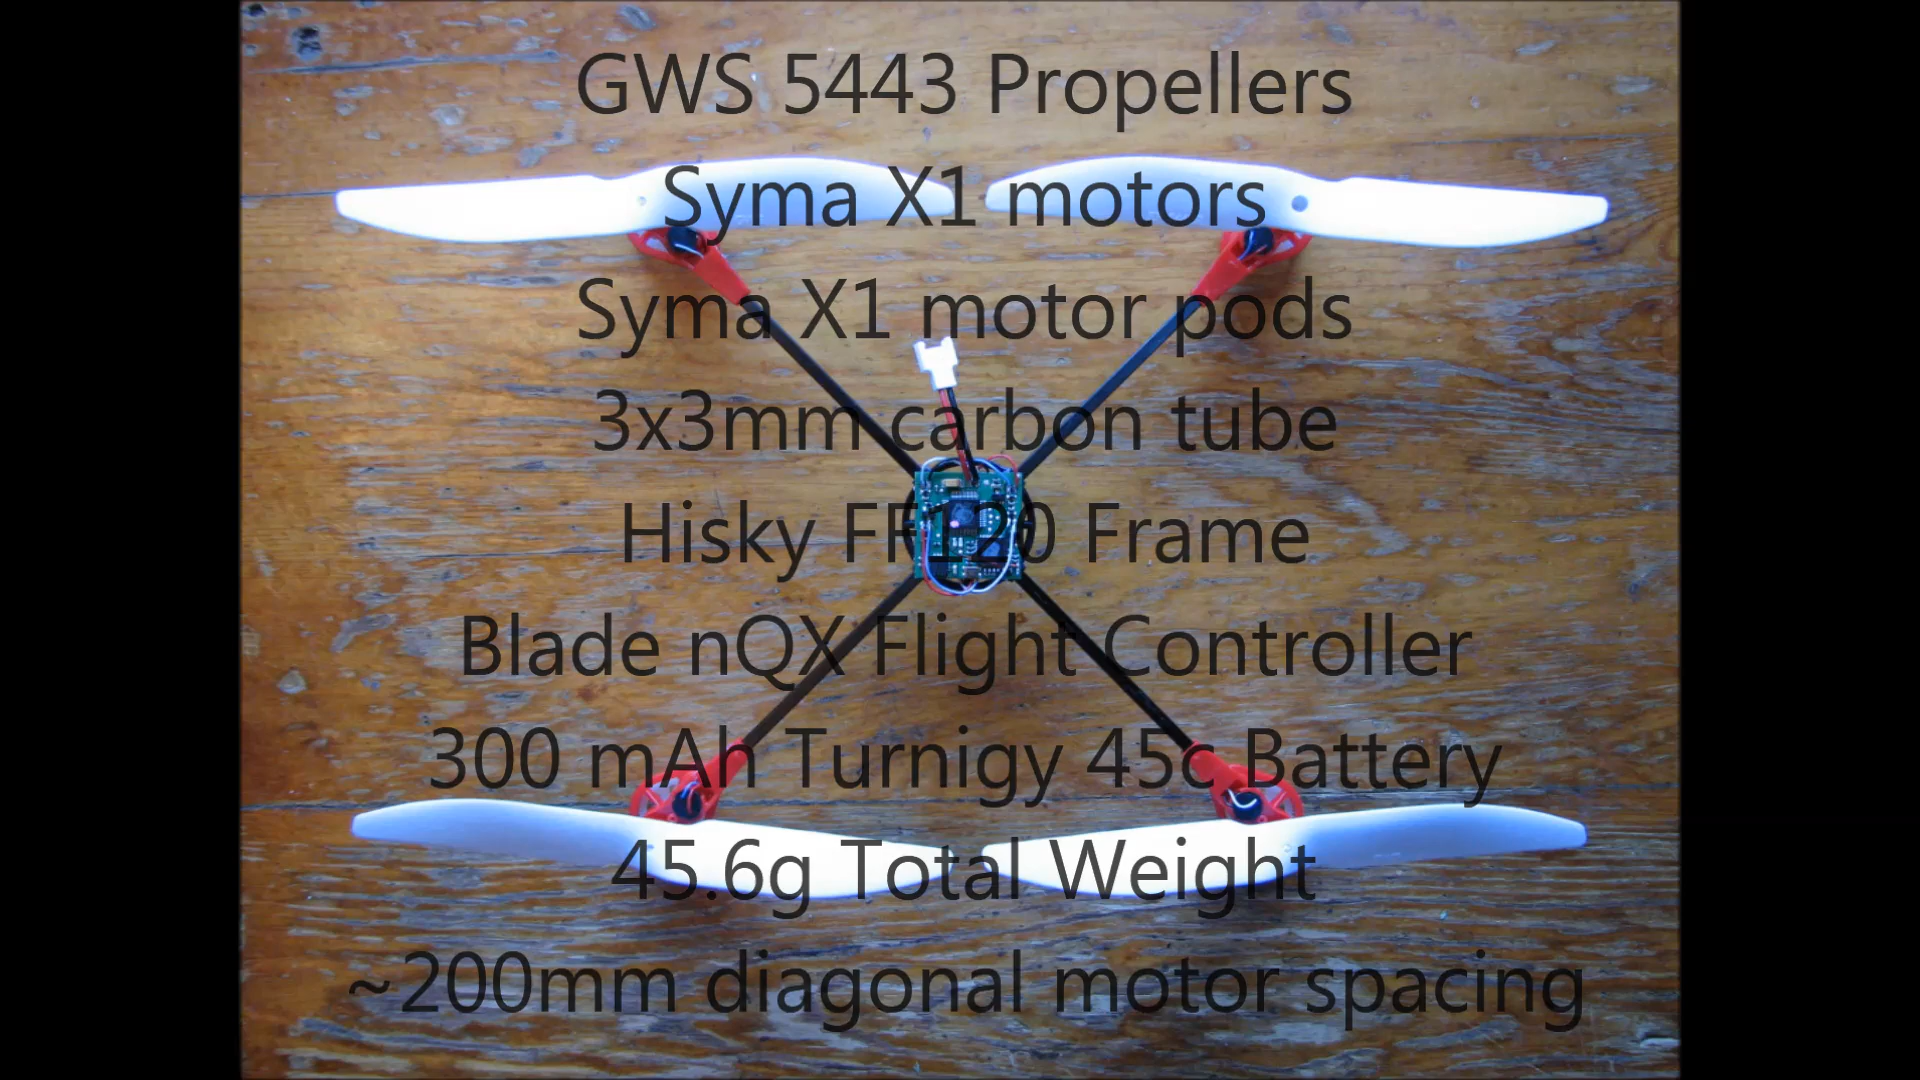 GWS 5443 Propellers
Syma X1 motors
Syma X1 motor pods
3x3mm carbon tube
Hisky FF120 Frame
Blade nQX Flight Controller
300 mAh Turnigy 45c Battery
45.6g Total Weight
~200mm diagonal motor spacing